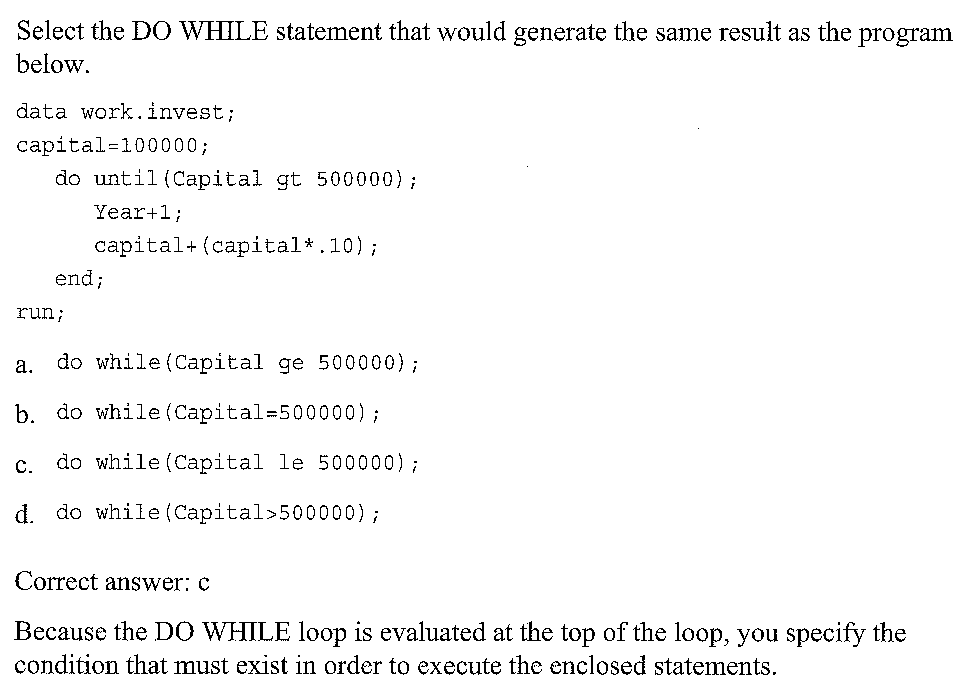 Select the DO WHILE statement that would generate the same result as the program
below.
data work.invest;
capital=100000;
do until(Capital gt 500000);
Year+1;
capital+(capital*.10);
end;
run;
a. do while(Capital ge 500000);
b. do while(Capital=500000);
c. do while(Capital le 500000);
d. do while(Capital>500000);
Correct answer: c
Because the DO WHILE loop is evaluated at the top of the loop, you specify the
condition that must exist in order to execute the enclosed statements.